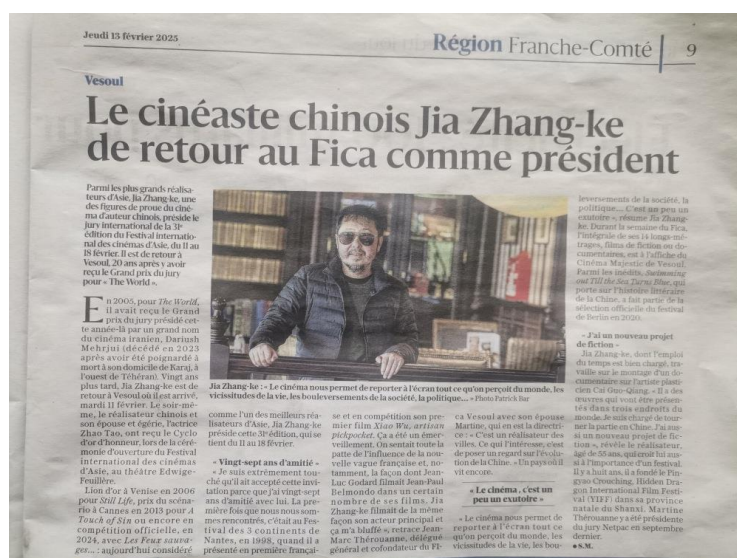 Jeudi 13 février 2025
Région Franche-Comté
9
Vesoul
Le cinéaste chinois Jia Zhang-ke
de retour au Fica comme président
Parmi les plus grands réalisa-
teurs d'Asie, Jia Zhang-ke, une
des figures de proue du ciné-
ma d'auteur chinois, préside le
jury international de la 31e
édition du Festival internatio-
nal des cinémas d'Asie, du 11 au
18 février. Il est de retour à
Vesoul, 20 ans après y avoir
reçu le Grand prix du jury
pour « The World ».
En 2005, pour The World,
il avait reçu le Grand
prix du jury présidé cet-
te année-là par un grand nom
du cinéma iranien, Dariush
Mehrjui (décédé en 2023
après avoir été poignardé à
mort à son domicile de Karaj, à
l'ouest de Téhéran). Vingt ans
plus tard, Jia Zhang-ke est de
retour à Vesoul où il est arrivé,
mardi 11 février. Le soir-mê-
me, le réalisateur chinois et
son épouse et égérie, l'actrice
Zhao Tao, ont reçu le Cyclo
d'or d'honneur, lors de la céré-
monie d'ouverture du Festival
international des cinémas
d'Asie, au théâtre Edwige-
Feuillère.
Lion d'or à Venise en 2006
pour Still Life, prix du scéna-
rio à Cannes en 2013 pour A
Touch of Sin ou encore en
compétition officielle, en
2024, avec Les Feux sauva-
ges... : aujourd'hui considéré
Jia Zhang-ke : « Le cinéma nous permet de reporter à l'écran tout ce qu'on perçoit du monde, les
vicissitudes de la vie, les bouleversements de la société, la politique... » Photo Patrick Bar
comme l'un des meilleurs réa-
lisateurs d'Asie, Jia Zhang-ke
préside cette 31e édition, qui se
tient du 11 au 18 février.
« Vingt-sept ans d'amitié »
« Je suis extrêmement tou-
ché qu'il ait accepté cette invi-
tation parce que j'ai vingt-sept
ans d'amitié avec lui. La pre-
mière fois que nous nous som-
mes rencontrés, c'était au Fes-
tival des 3 continents de
Nantes, en 1998, quand il a
présenté en première françai-
se et en compétition son pre-
mier film Xiao Wu, artisan
pickpocket. Ça a été un émer-
veillement. On sentait toute la
patte de l'influence de la nou-
velle vague française et, no-
tamment, la façon dont Jean-
Luc Godard filmait Jean-Paul
Belmondo dans un certain
nombre de ses films. Jia
Zhang-ke filmait de la même
façon son acteur principal et
ça m'a bluffé », retrace Jean-
Marc Thérouanne, délégué
général et cofondateur du FI-
CA Vesoul avec son épouse
Martine, qui en est la directri-
ce : « C'est un réalisateur des
villes. Ce qui l'intéresse, c'est
de poser un regard sur l'évolu-
tion de la Chine. » Un pays où il
vit encore.
« Le cinéma, c'est un
peu un exutoire »
« Le cinéma nous permet de
reporter à l'écran tout ce
qu'on perçoit du monde, les
vicissitudes de la vie, les bou-
leversements de la société, la
politique... C'est un peu un
exutoire », résume Jia Zhang-
ke. Durant la semaine du Fica,
l'intégrale de ses 14 longs-mé-
trages, films de fiction ou do-
cumentaires, est à l'affiche du
Cinéma Majestic de Vesoul.
Parmi les inédits, Swimming
out Till the Sea Turns Blue, qui
porte sur l'histoire littéraire
de la Chine, a fait partie de la
sélection officielle du festival
de Berlin en 2020.
« J'ai un nouveau projet
de fiction »
Jia Zhang-ke, dont l'emploi
du temps est bien chargé, tra-
vaille sur le montage d'un do-
cumentaire sur l'artiste plasti-
cien Cai Guo-Qiang. « Il a des
œuvres qui vont être présen-
tés dans trois endroits du
monde. Je suis chargé de tour-
ner la partie en Chine. J'ai aus-
si un nouveau projet de fic-
tion », révèle le réalisateur,
âgé de 55 ans, qui croit lui aus-
si à l'importance d'un festival.
Il y a huit ans, il a fondé le Pin-
gyao Crouching, Hidden Dra-
gon International Film Festi-
val (YIFF) dans sa province
natale du Shanxi. Martine
Thérouanne y a été présidente
du jury Netpac en septembre
dernier.
● S.M.